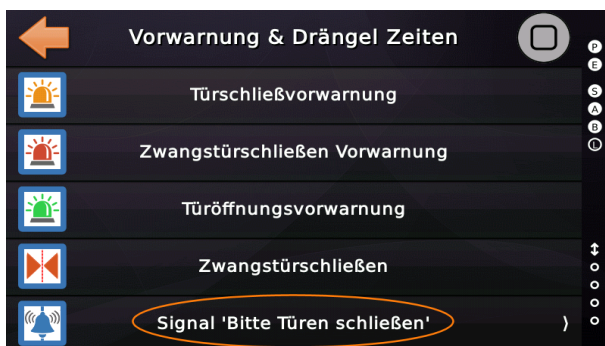 Vorwarnung & Drängel Zeiten
Türschließvorwarnung
Zwangstürschließen Vorwarnung
Türöffnungsvorwarnung
Zwangstürschließen
Signal 'Bitte Türen schließen'
P
E
S
A
B
L